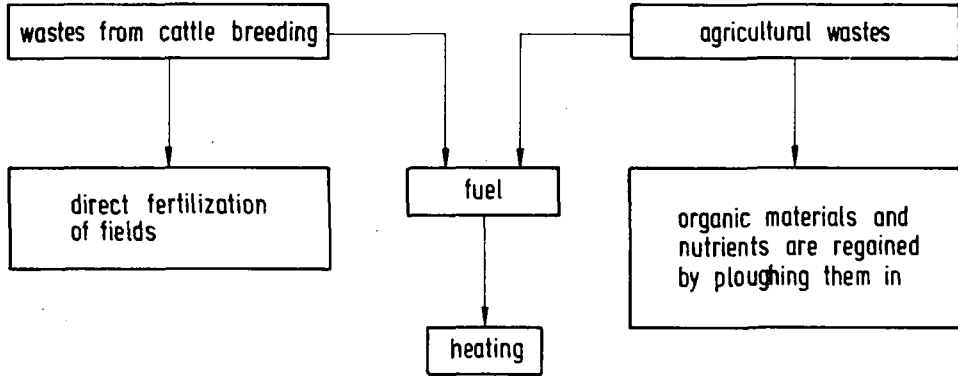 wastes from cattle breeding
agricultural wastes
direct fertilization
of fields
fuel
organic materials and
nutrients are regained
by ploughing them in
heating